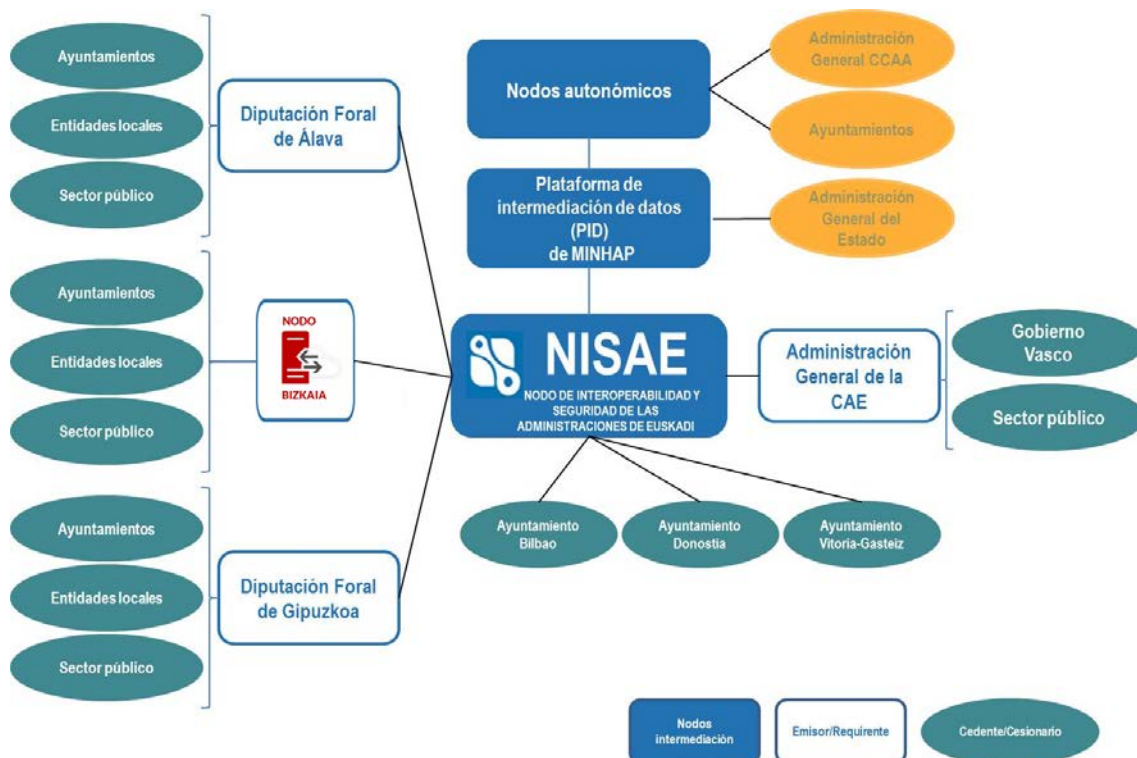 Ayuntamientos
Entidades locales
Sector público
Diputación Foral
de Álava
Ayuntamientos
Entidades locales
Sector público
NODO
BIZKAIA
Ayuntamientos
Entidades locales
Sector público
Diputación Foral
de Gipuzkoa
Nodos autonómicos
Administración
General CCAA
Ayuntamientos
Plataforma de
intermediación de datos
(PID)
de MINHAP
Administración
General del
Estado
NISAE
NODO DE INTEROPERABILIDAD Y
SEGURIDAD DE LAS
ADMINISTRACIONES DE EUSKADI
Administración
General de la
CAE
Gobierno
Vasco
Sector público
Ayuntamiento
Bilbao
Ayuntamiento
Donostia
Ayuntamiento
Vitoria-Gasteiz
Nodos
intermediación
Emisor/Requirente
Cedente/Cesionario